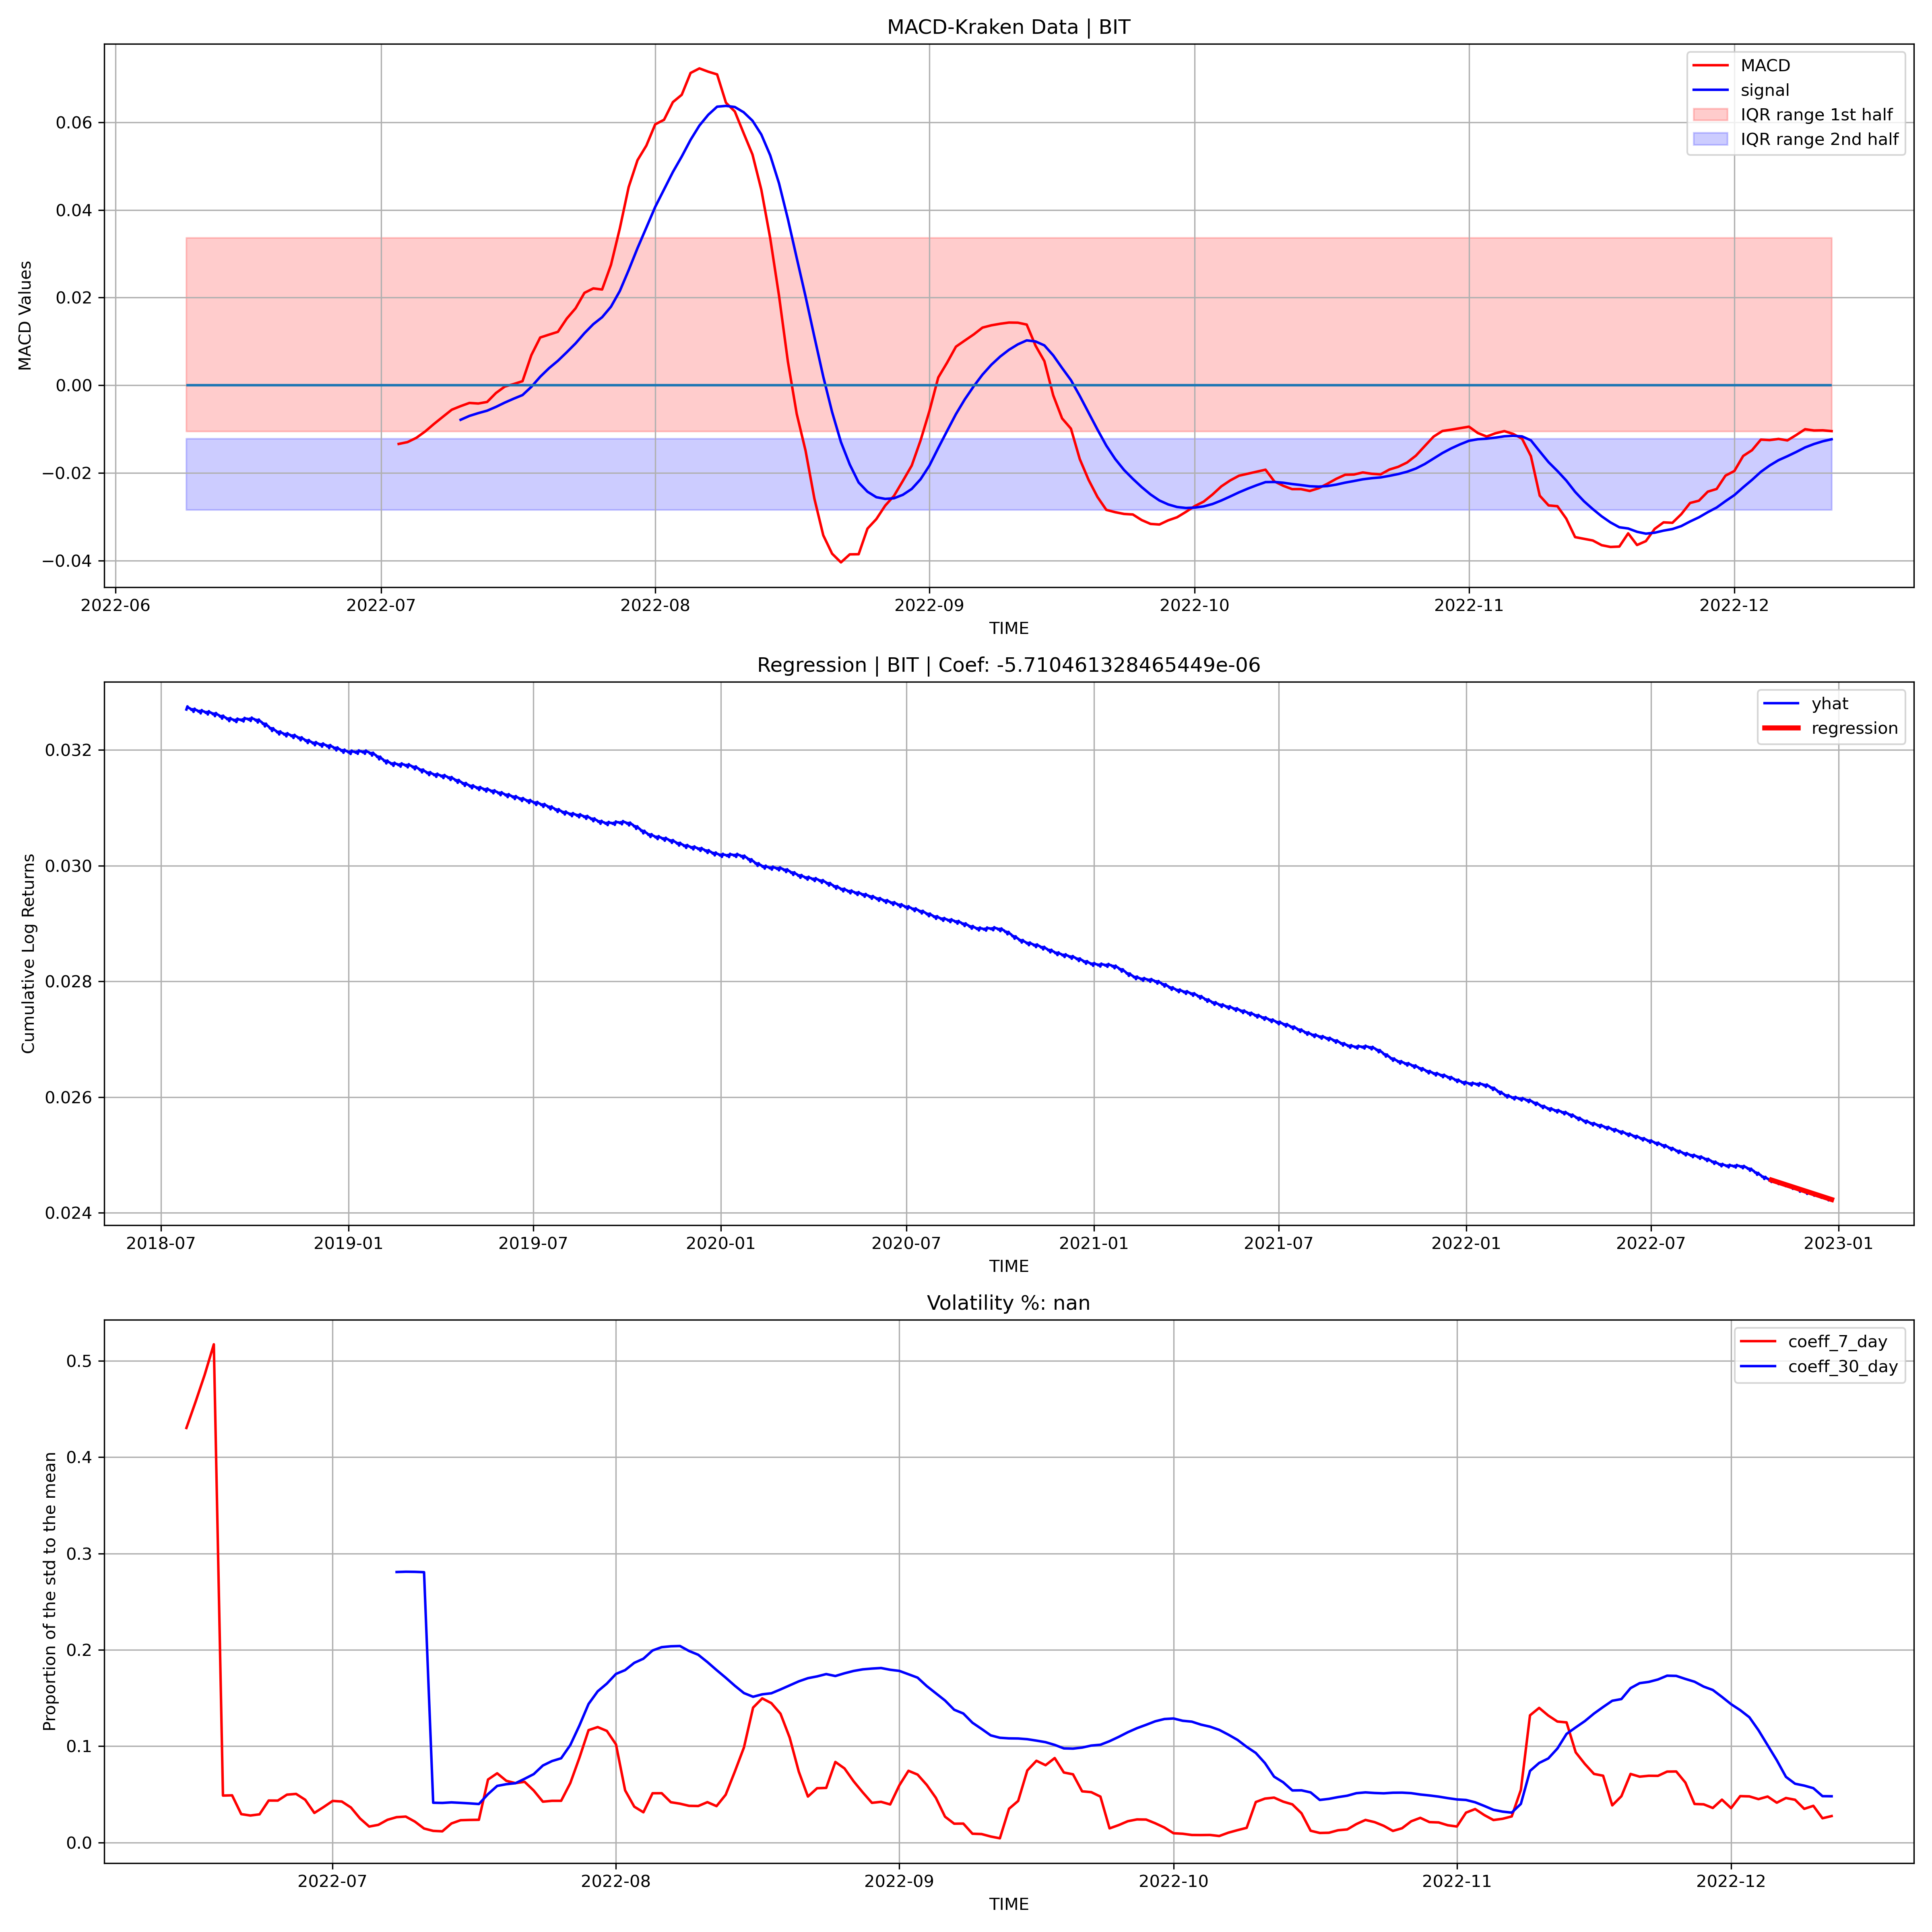 MACD-Kraken Data | BIT
MACD
signal
IQR range 1st half
IQR range 2nd half
MACD Values
0.06
0.04
0.02
0.00
−0.02
−0.04
2022-06 2022-07 2022-08 2022-09 2022-10 2022-11 2022-12
TIME
Regression | BIT | Coef: -5.710461328465449e-06
yhat
regression
Cumulative Log Returns
0.032
0.030
0.028
0.026
0.024
2018-07 2019-01 2019-07 2020-01 2020-07 2021-01 2021-07 2022-01 2022-07 2023-01
TIME
Volatility %: nan
coeff_7_day
coeff_30_day
Proportion of the std to the mean
0.5
0.4
0.3
0.2
0.1
0.0
2022-07 2022-08 2022-09 2022-10 2022-11 2022-12
TIME